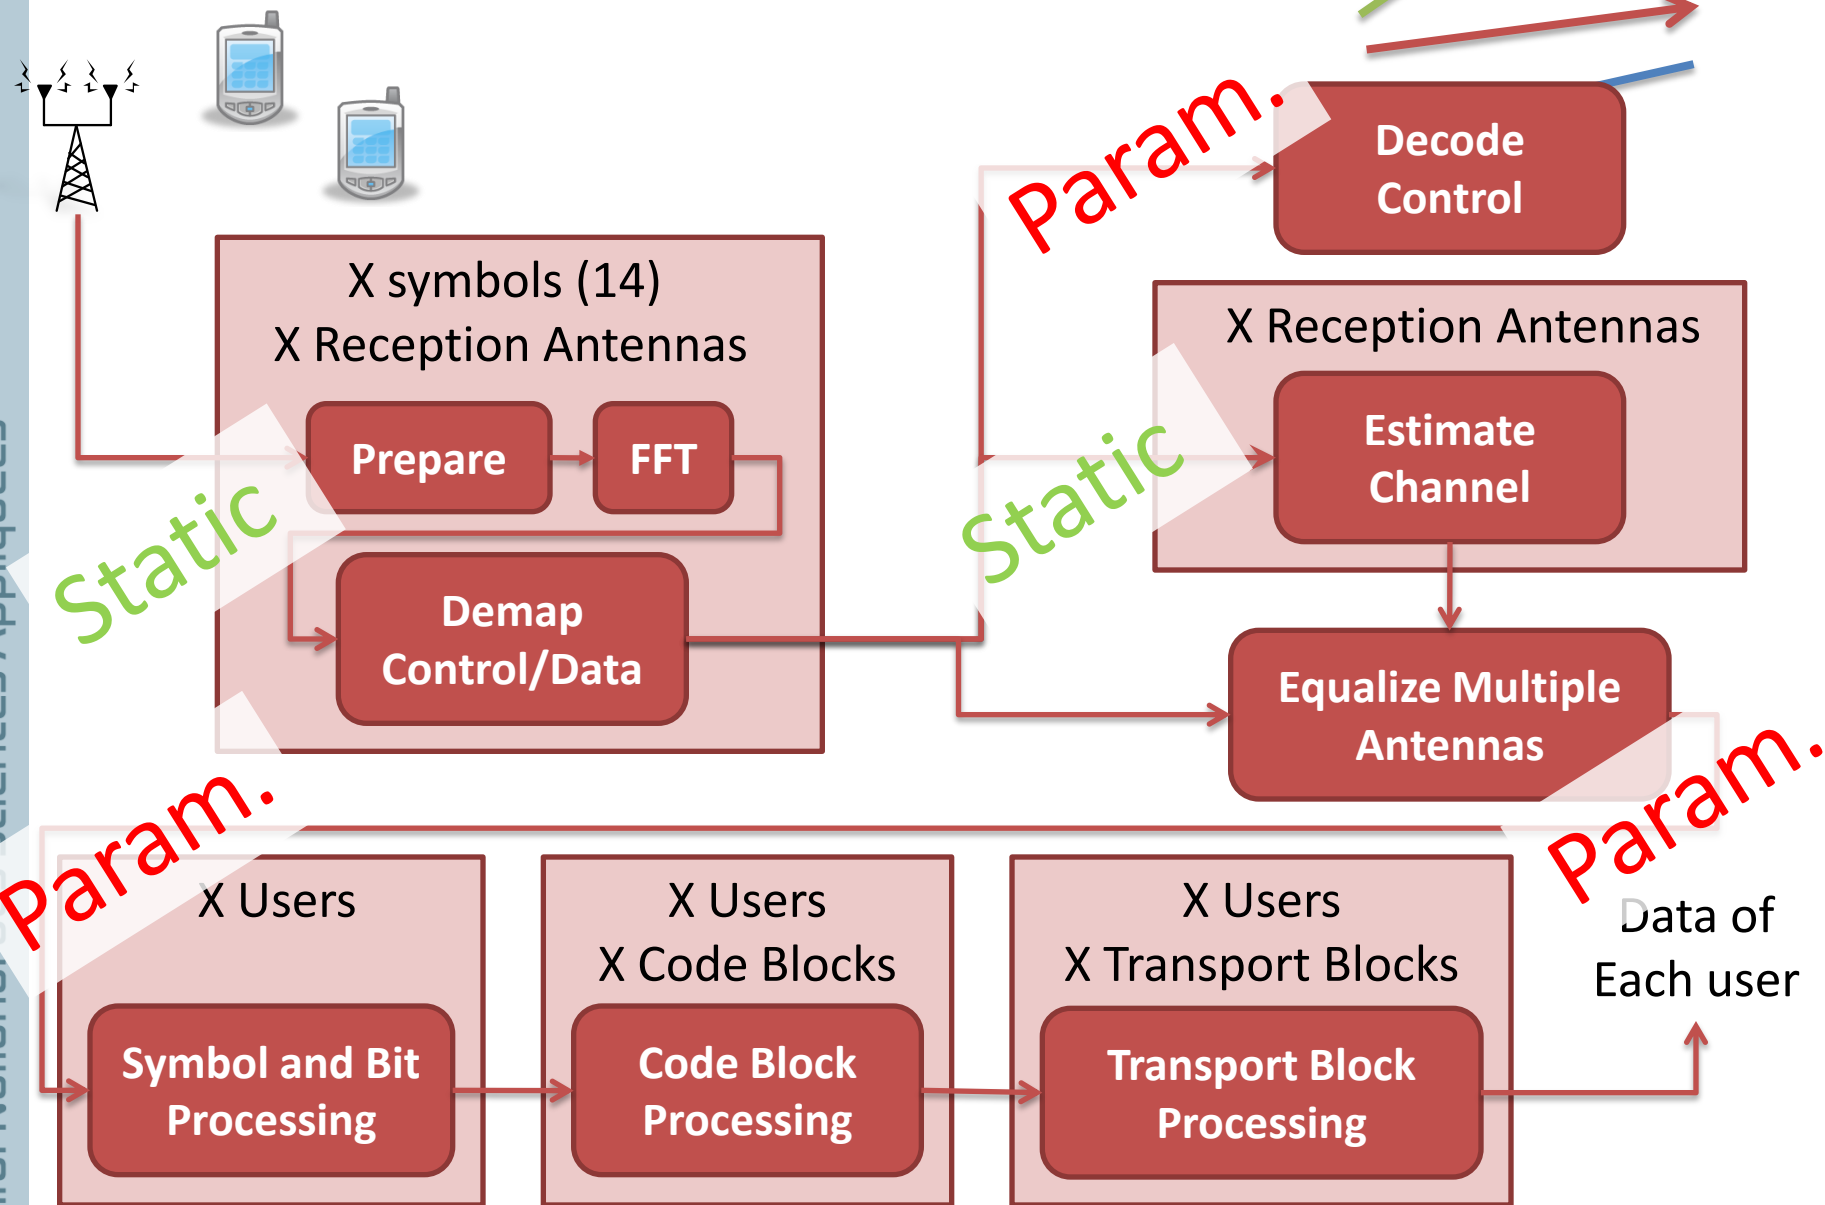 Param.
Decode
Control
X symbols (14)
X Reception Antennas
X Reception Antennas
Prepare
FFT
Static
Static
Estimate
Channel
Demap
Control/Data
Equalize Multiple
Antennas
Param.
Param.
X Users
X Users
X Code Blocks
X Users
X Transport Blocks
Data of
Each user
Symbol and Bit
Processing
Code Block
Processing
Transport Block
Processing